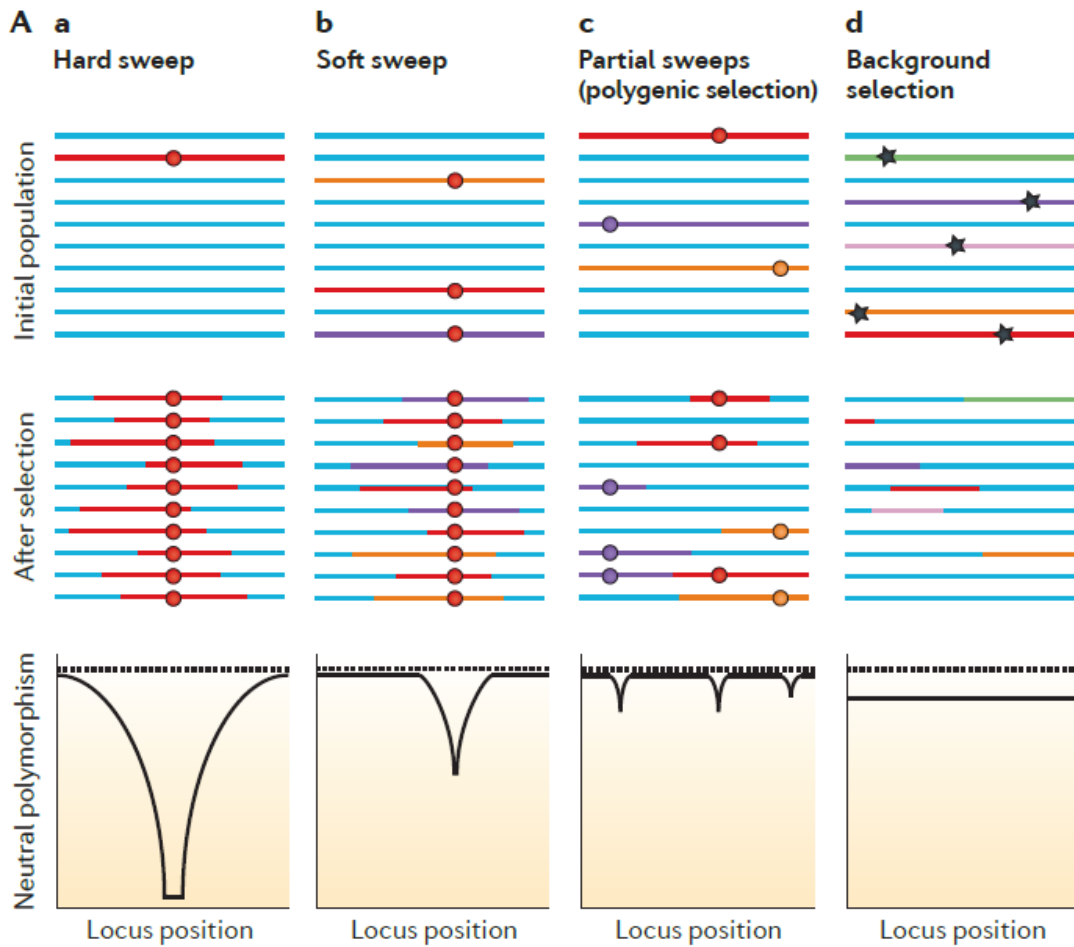 A
a
Hard sweep
b
Soft sweep
c
Partial sweeps
(polygenic selection)
d
Background
selection
Initial population
After selection
Neutral polymorphism
Locus position
Locus position
Locus position
Locus position